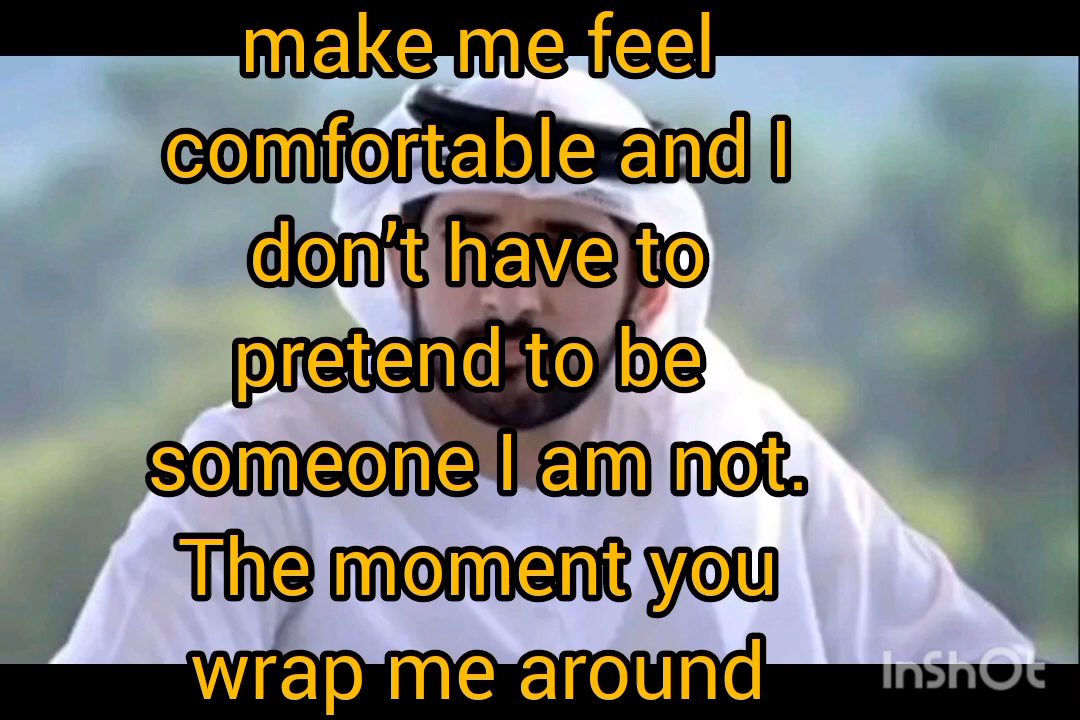 make me feel
comfortable and I
don’t have to
pretend to be
someone I am not.
The moment you
wrap me around
InShOt